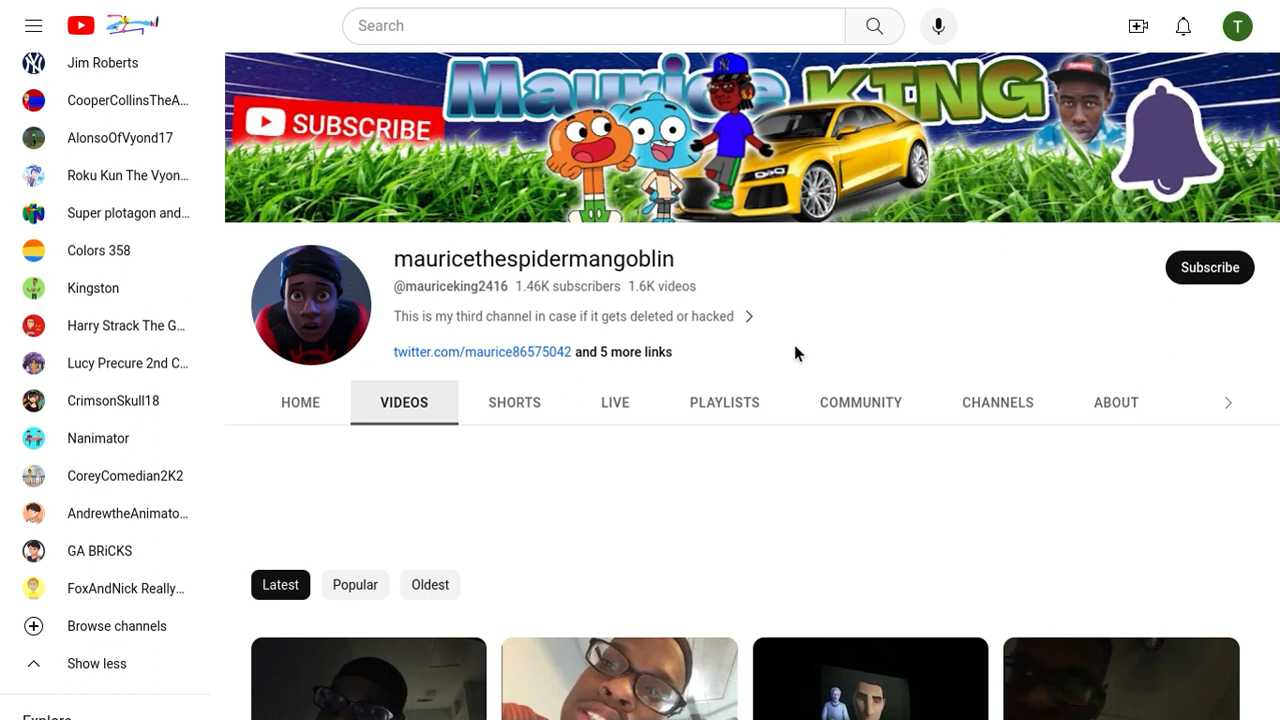 Search
T
Jim Roberts
CooperCollinsTheA...
AlonsoOfVyond17
Roku Kun The Vyon...
Super plotagon and...
Colors 358
Kingston
Harry Strack The G...
Lucy Precure 2nd C...
CrimsonSkull18
Nanimator
CoreyComedian2K2
AndrewtheAnimato...
GA BRiCKS
FoxAndNick Really...
Browse channels
Show less
Maurice KING
SUBSCRIBE
mauricethespidermangoblin
@mauriceking2416 1.46K subscribers 1.6K videos
This is my third channel in case if it gets deleted or hacked
twitter.com/maurice86575042 and 5 more links
Subscribe
HOME VIDEOS SHORTS LIVE PLAYLISTS COMMUNITY CHANNELS ABOUT
Latest Popular Oldest